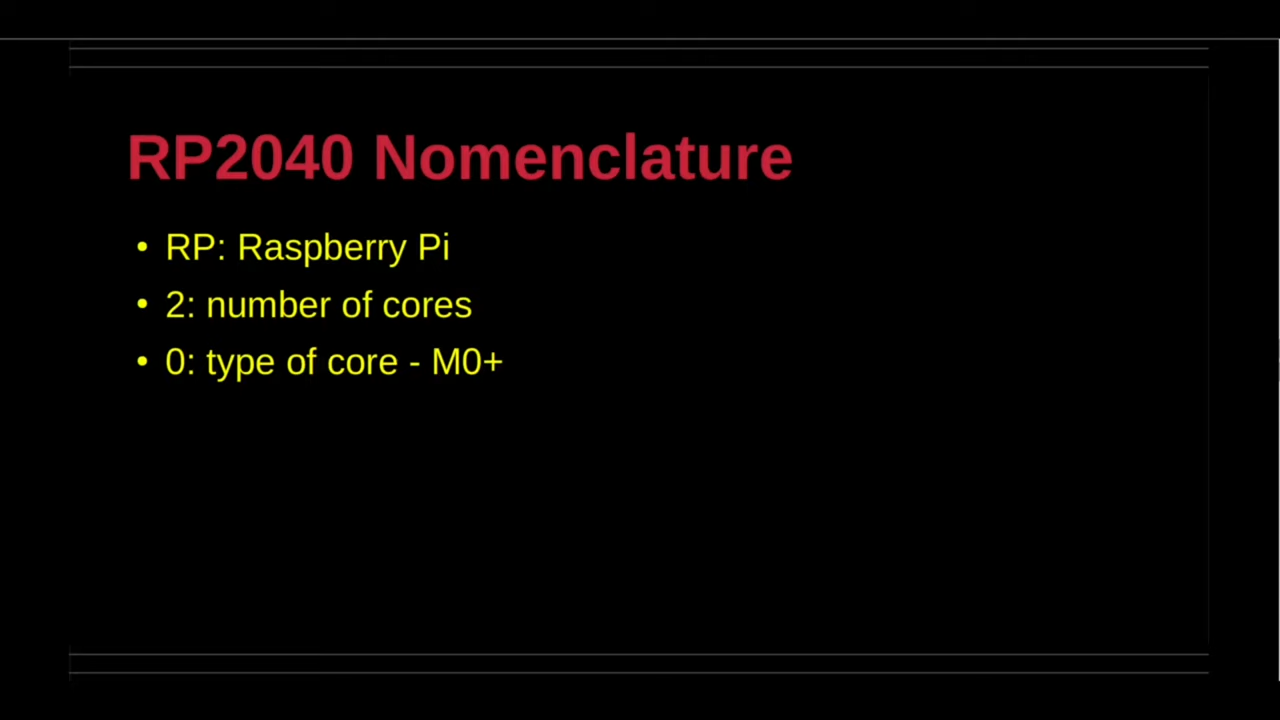 RP2040 Nomenclature
• RP: Raspberry Pi
• 2: number of cores
• 0: type of core - M0+